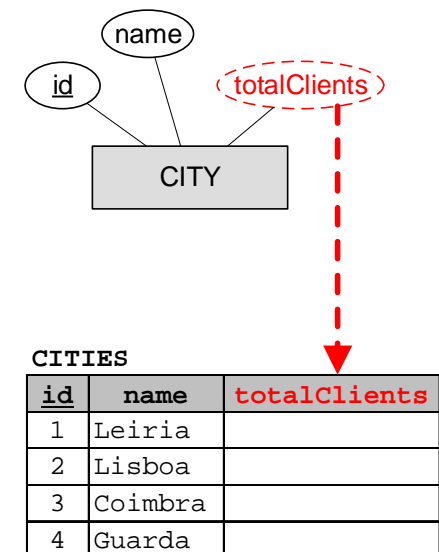 name
id
totalClients
CITY
CITIES
id name totalClients
1 Leiria
2 Lisboa
3 Coimbra
4 Guarda